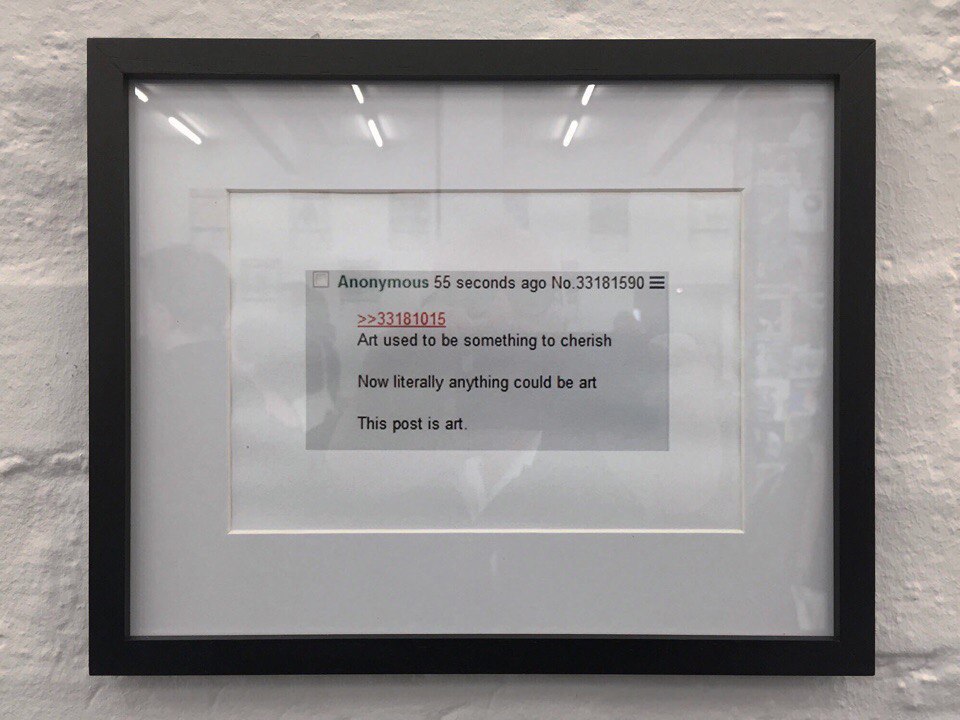 Anonymous 55 seconds ago No.33181590
>>33181015
Art used to be something to cherish
Now literally anything could be art
This post is art.